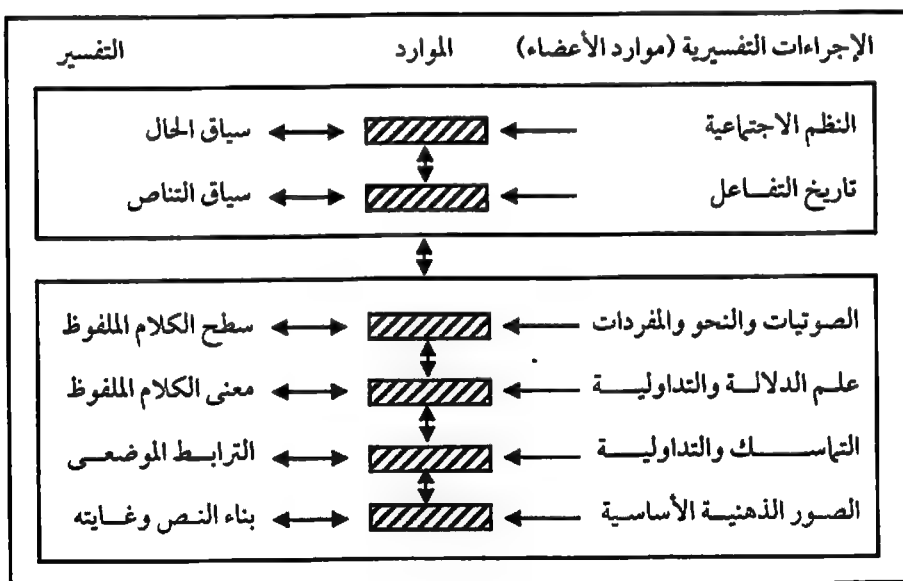 الإجراءات التفسيرية (موارد الأعضاء) الموارد التفسير
النظم الاجتماعية سياق الحال
تاريخ التفاعل سياق التناص
الصوتيات والنحو والمفردات سطح الكلام الملفوظ
علم الدلالة والتداولية معنى الكلام الملفوظ
التماسك والتداولية الترابط الموضعى
الصور الذهنية الأساسية بناء النص وغايته